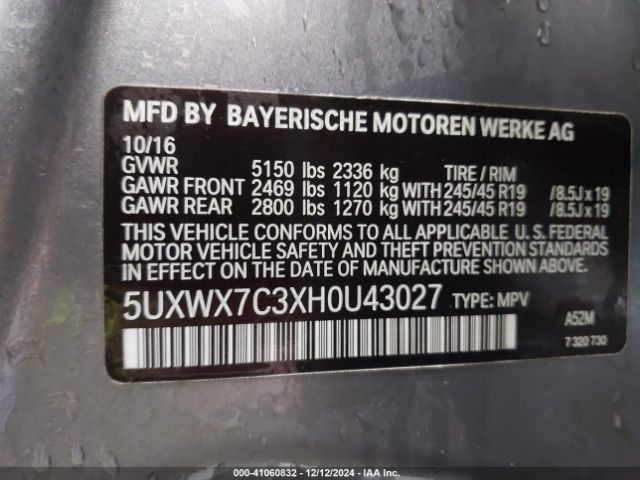 MFD BY BAYERISCHE MOTOREN WERKE AG
10/16
GVWR 5150 lbs 2336 kg TIRE / RIM
GAWR FRONT 2469 lbs 1120 kg WITH 245/45 R19 /8.5J x 19
GAWR REAR 2800 lbs 1270 kg WITH 245/45 R19 /8.5J x 19
THIS VEHICLE CONFORMS TO ALL APPLICABLE U. S. FEDERAL
MOTOR VEHICLE SAFETY AND THEFT PREVENTION STANDARDS
IN EFFECT ON THE DATE OF MANUFACTURE SHOWN ABOVE.
5UXWX7C3XH0U43027 TYPE: MPV
A52M
7 320 730
000-41060832 - 12/12/2024 - IAA Inc.